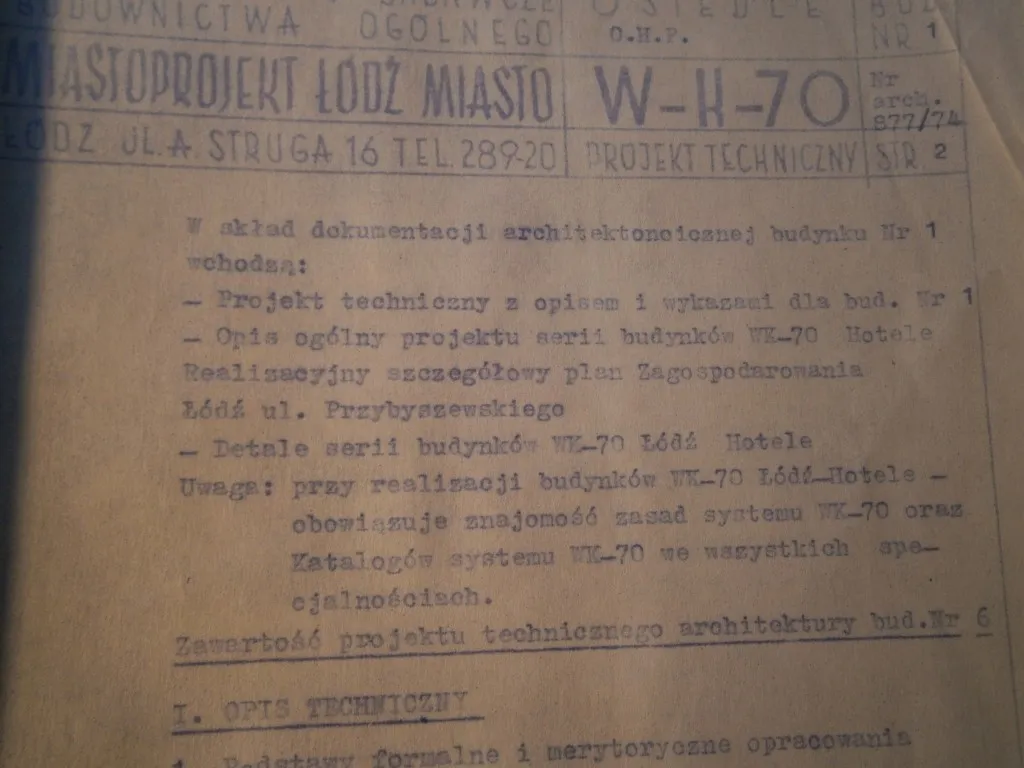 BUDOWNICTWA OGÓLNEGO OSIEDLE
O.H.P. NR 1
MIASTOPROJEKT ŁÓDŹ MIASTO W-K-70 Nr arch. 877/74
ŁÓDZ UL. A. STRUGA 16 TEL. 289-20 PROJEKT TECHNICZNY STR 2
W skład dokumentacji architektoncicznej budynku Nr 1
wchodzą:
- Projekt techniczny z opisem i wykazami dla bud. Nr 1
- Opis ogólny projektu serii budynków WK-70 Hotele
Realizacyjny szczegółowy plan Zagospodarowania
Łódź ul. Przybyszewskiego
- Detale serii budynków WK-70 Łódź Hotele
Uwaga: przy realizacji budynków WK-70 Łódź-Hotele -
obowiązuje znajomość zasad systemu WK-70 oraz
Katalogów systemu WK-70 we wszystkich spe-
cjalnościach.
Zawartość projektu technicznego architektury bud.Nr 6
I. OPIS TECHNICZNY
1. Podstawy formalne i merytoryczne opracowania